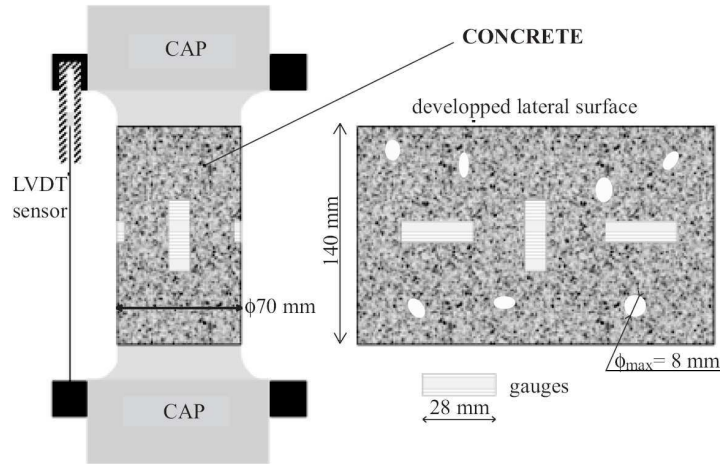 CAP
CONCRETE
developped lateral surface
LVDT
sensor
140 mm
ϕ70 mm
ϕmax= 8 mm
CAP
gauges
28 mm